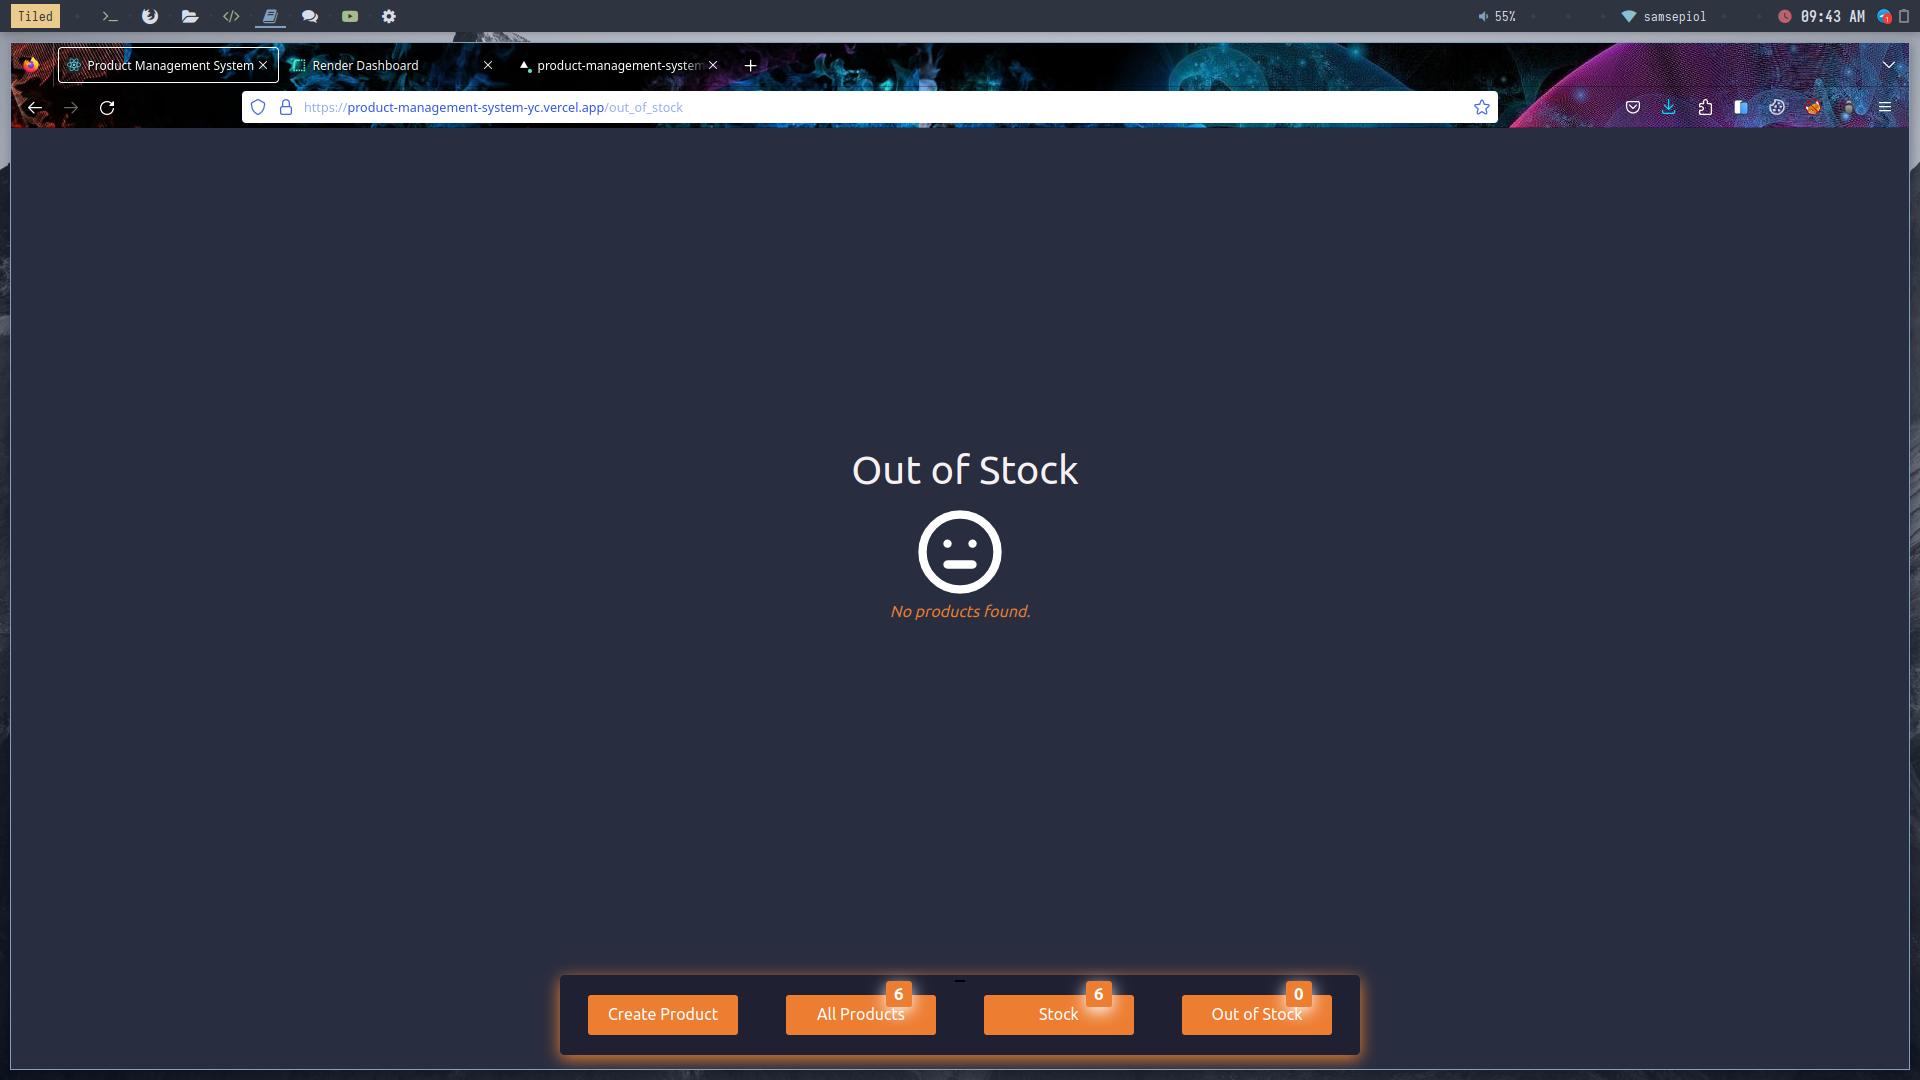 Tiled
55%
samsepiol
09:43 AM
Product Management System
Render Dashboard
product-management-system
https://product-management-system-yc.vercel.app/out_of_stock
Out of Stock
No products found.
Create Product
All Products 6
Stock 6
Out of Stock 0